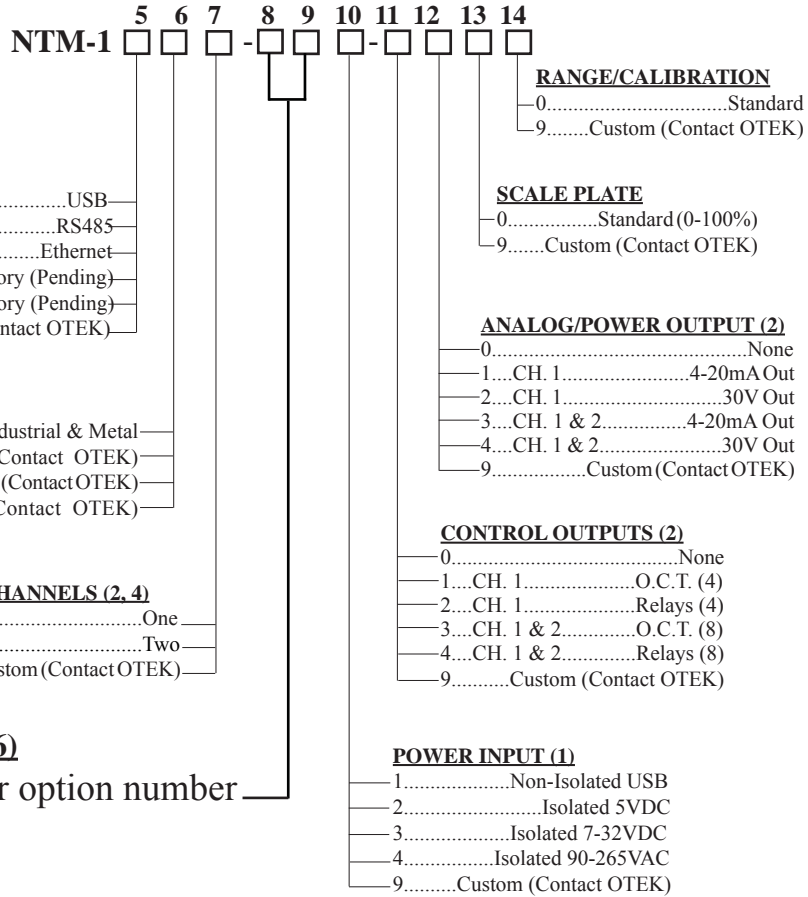 5 6 7 8 9 10 11 12 13 14
NTM-1 - -
RANGE/CALIBRATION
0...............................Standard
9........Custom (Contact OTEK)
SCALE PLATE
0.................Standard (0-100%)
9.......Custom (Contact OTEK)
ANALOG/POWER OUTPUT (2)
0............................................None
1....CH. 1......................4-20mA Out
2....CH. 1...........................30V Out
3....CH. 1 & 2...............4-20mA Out
4....CH. 1 & 2.....................30V Out
9...................Custom (Contact OTEK)
CONTROL OUTPUTS (2)
0.......................................None
1....CH. 1...................O.C.T. (4)
2....CH. 1...................Relays (4)
3....CH. 1 & 2............O.C.T. (8)
4....CH. 1 & 2............Relays (8)
9...........Custom (Contact OTEK)
POWER INPUT (1)
1..................Non-Isolated USB
2........................Isolated 5VDC
3..................Isolated 7-32VDC
4...............Isolated 90-265VAC
9..........Custom (Contact OTEK)
............USB
..........RS485
.......Ethernet
(Pending)
(Pending)
OTEK)
& Metal
Contact OTEK)
(Contact OTEK)
Contact OTEK)
(2, 4)
....................One
....................Two
(Contact OTEK)
6)
option number